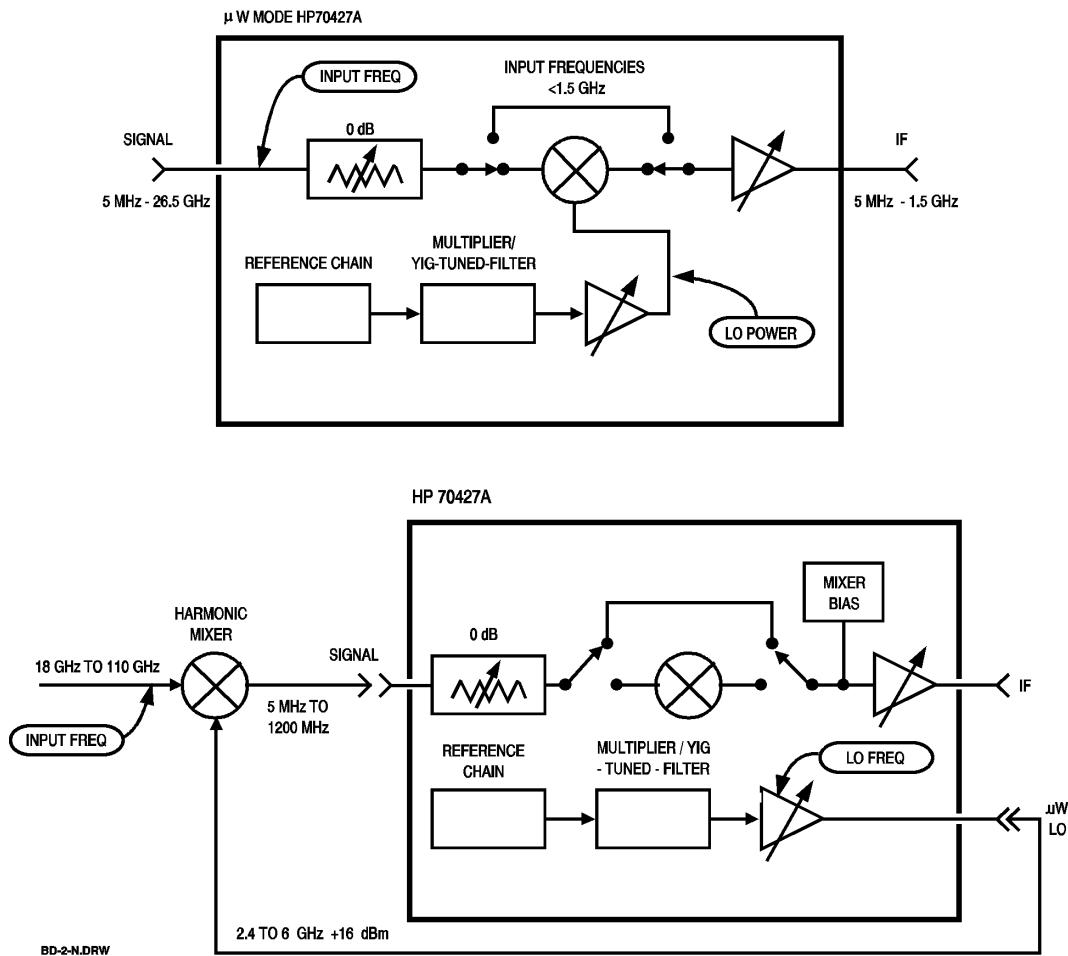 μ W MODE HP70427A
INPUT FREQ
INPUT FREQUENCIES
<1.5 GHz
SIGNAL
0 dB
IF
5 MHz - 26.5 GHz
5 MHz - 1.5 GHz
REFERENCE CHAIN
MULTIPLIER/
YIG-TUNED-FILTER
LO POWER
HP 70427A
HARMONIC
MIXER
MIXER
BIAS
18 GHz TO 110 GHz
SIGNAL
0 dB
IF
INPUT FREQ
5 MHz TO
1200 MHz
REFERENCE
CHAIN
MULTIPLIER / YIG
- TUNED - FILTER
LO FREQ
μW
LO
2.4 TO 6 GHz +16 dBm
BD-2-N.DRW